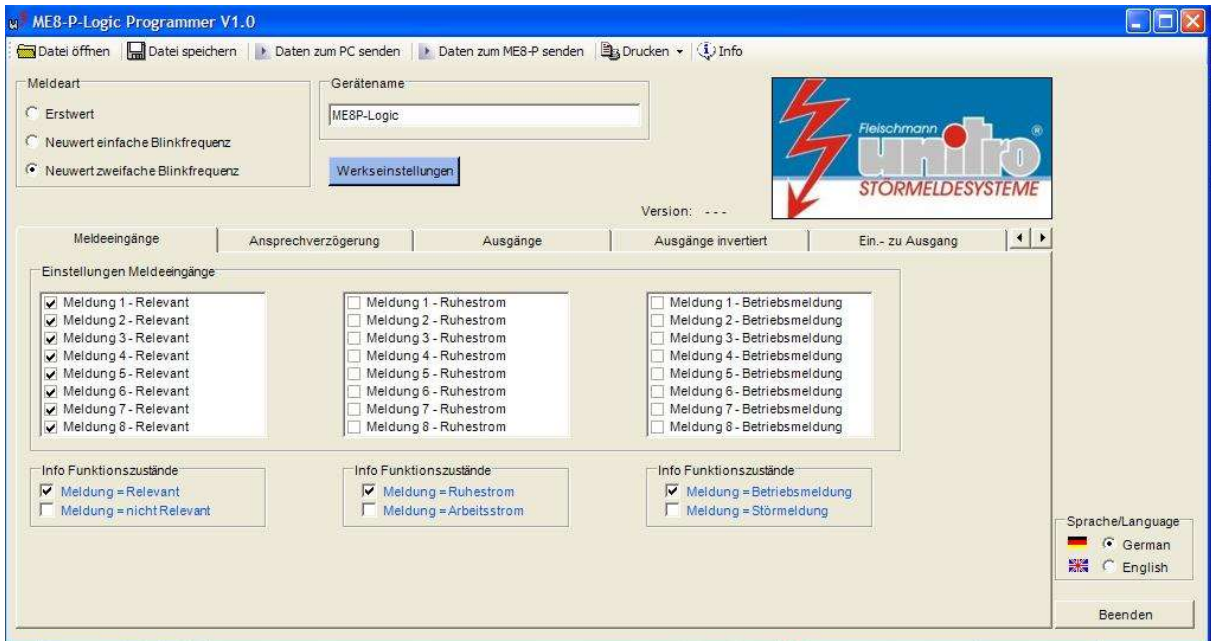 ME8-P-Logic Programmer V1.0
Datei öffnen Datei speichern Daten zum PC senden Daten zum ME8-P senden Drucken Info
Meldeart
Erstwert
Neuwert einfache Blinkfrequenz
Neuwert zweifache Blinkfrequenz
Gerätename
ME8P-Logic
Werkseinstellungen
Version: ---
Fleischmann
unitro
®
STÖRMELDESYSTEME
Meldeeingänge Ansprechverzögerung Ausgänge Ausgänge invertiert Ein.- zu Ausgang
Einstellungen Meldeeingänge
Meldung 1 - Relevant
Meldung 2 - Relevant
Meldung 3 - Relevant
Meldung 4 - Relevant
Meldung 5 - Relevant
Meldung 6 - Relevant
Meldung 7 - Relevant
Meldung 8 - Relevant
Meldung 1 - Ruhestrom
Meldung 2 - Ruhestrom
Meldung 3 - Ruhestrom
Meldung 4 - Ruhestrom
Meldung 5 - Ruhestrom
Meldung 6 - Ruhestrom
Meldung 7 - Ruhestrom
Meldung 8 - Ruhestrom
Meldung 1 - Betriebsmeldung
Meldung 2 - Betriebsmeldung
Meldung 3 - Betriebsmeldung
Meldung 4 - Betriebsmeldung
Meldung 5 - Betriebsmeldung
Meldung 6 - Betriebsmeldung
Meldung 7 - Betriebsmeldung
Meldung 8 - Betriebsmeldung
Info Funktionszustände
Meldung = Relevant
Meldung = nicht Relevant
Info Funktionszustände
Meldung = Ruhestrom
Meldung = Arbeitsstrom
Info Funktionszustände
Meldung = Betriebsmeldung
Meldung = Störmeldung
Sprache/Language
German
English
Beenden